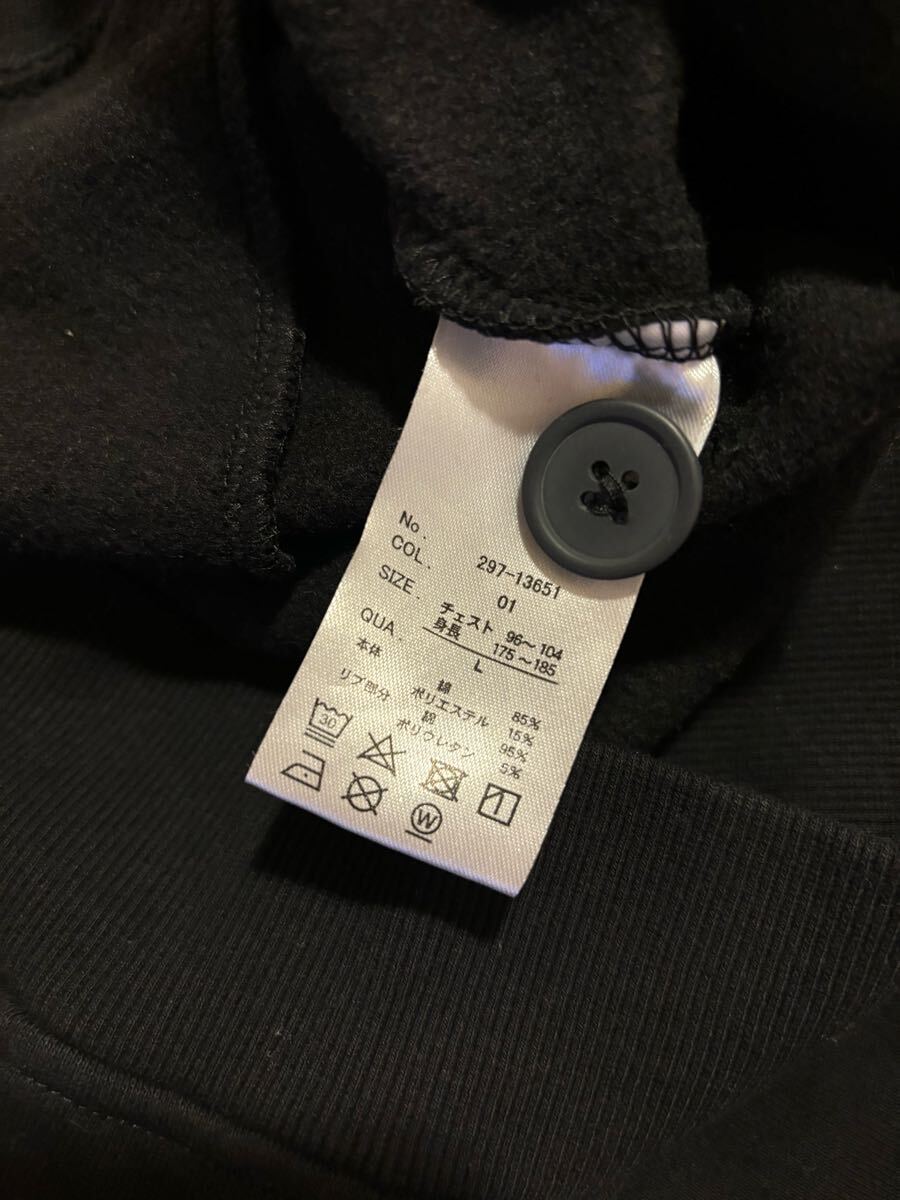 No. 297-13651
COL. 01
SIZE. チェスト 96〜104
身長 175〜185
L
QUA.
本体 綿 85%
ポリエステル 15%
リブ部分 綿 95%
ポリウレタン 5%
30
W